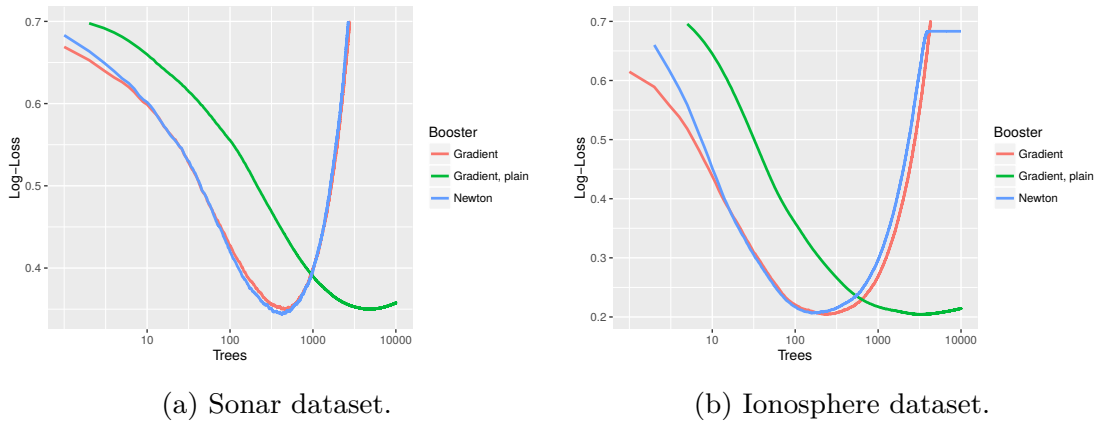 0.7
0.6
0.5
0.4
Log−Loss
10
100
1000
10000
Trees
Booster
Gradient
Gradient, plain
Newton
(a) Sonar dataset.
0.7
0.6
0.5
0.4
0.3
0.2
Log−Loss
10
100
1000
10000
Trees
Booster
Gradient
Gradient, plain
Newton
(b) Ionosphere dataset.